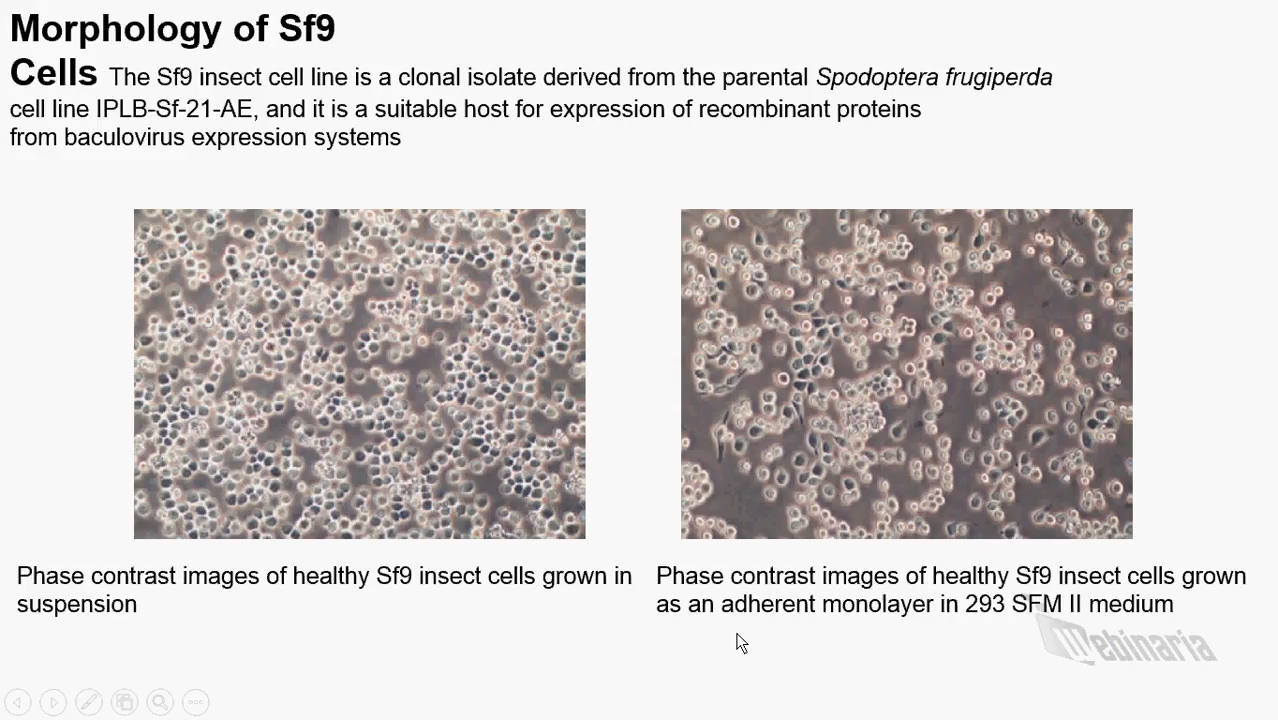 Morphology of Sf9
Cells The Sf9 insect cell line is a clonal isolate derived from the parental Spodoptera frugiperda
cell line IPLB-Sf-21-AE, and it is a suitable host for expression of recombinant proteins
from baculovirus expression systems
Phase contrast images of healthy Sf9 insect cells grown in
suspension
Phase contrast images of healthy Sf9 insect cells grown
as an adherent monolayer in 293 SFM II medium
Webinaria